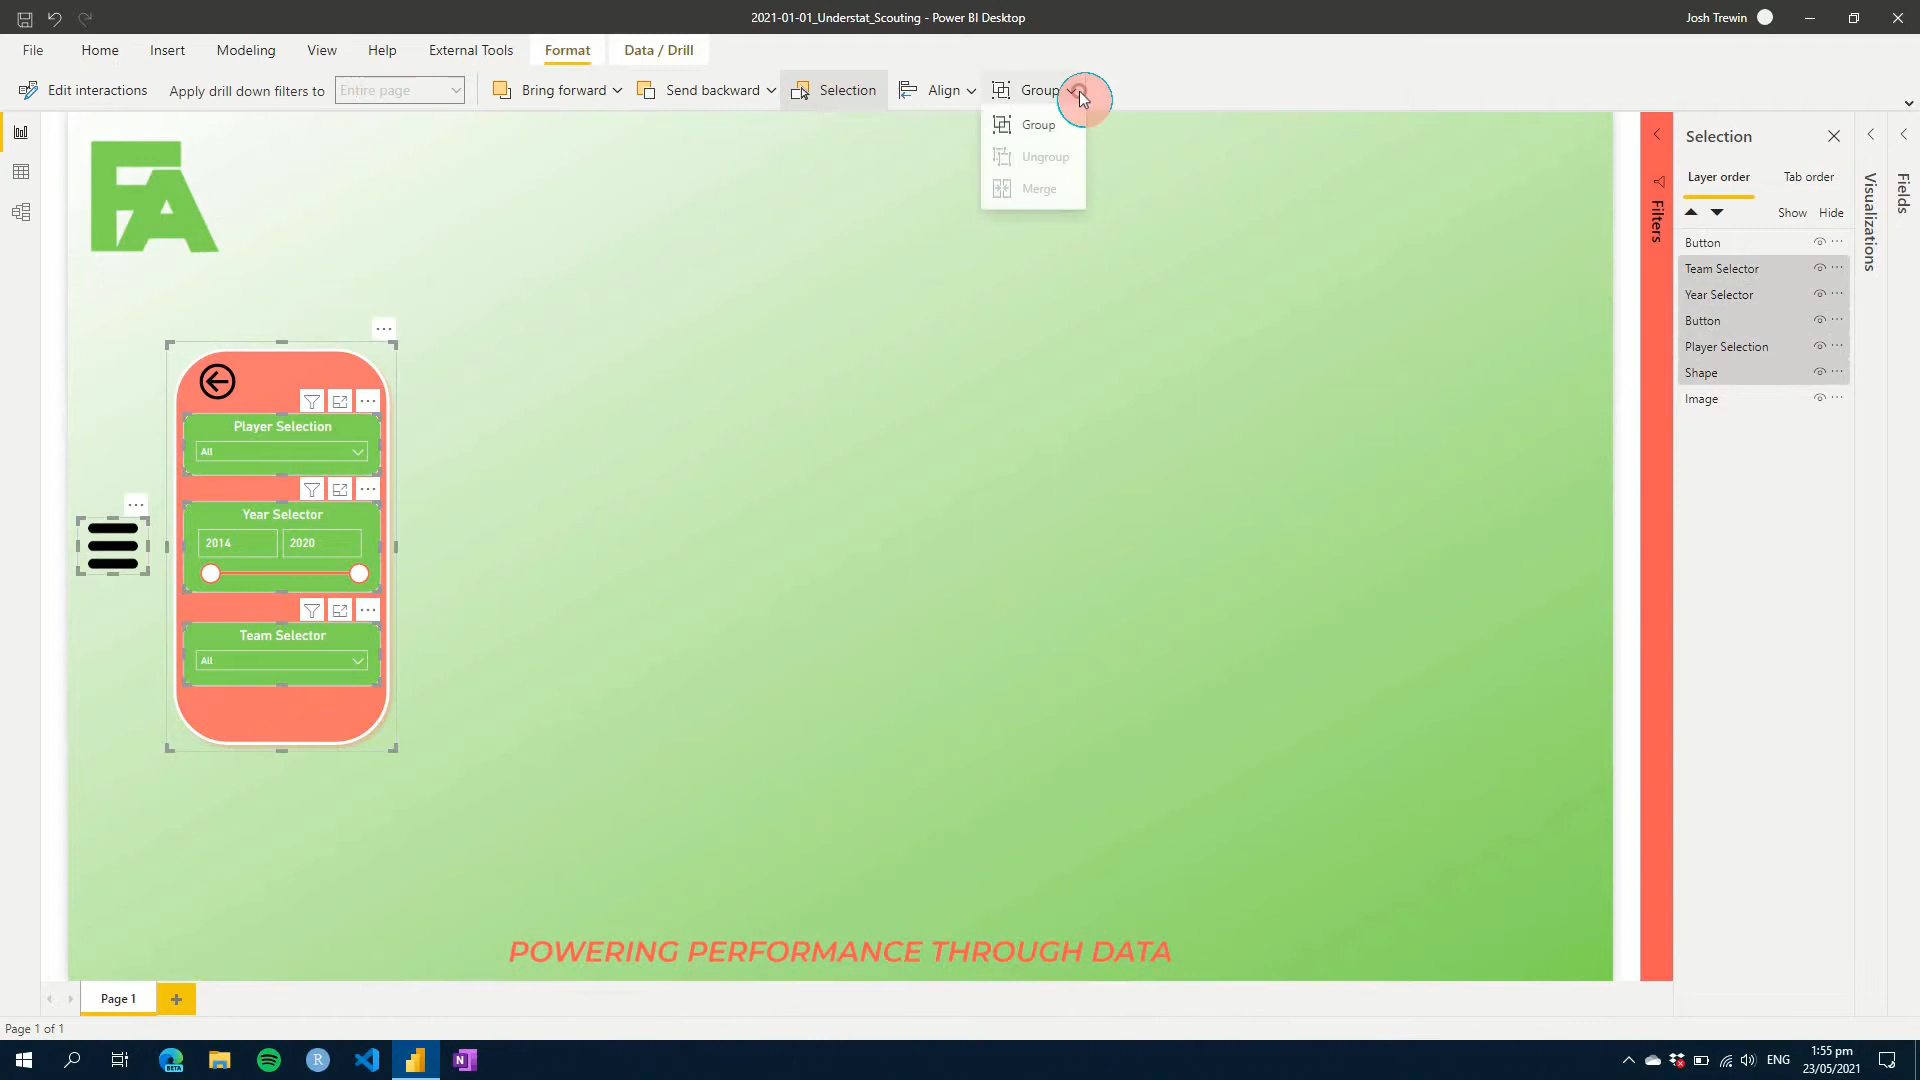 2021-01-01_Understat_Scouting - Power BI Desktop
Josh Trewin
File Home Insert Modeling View Help External Tools Format Data / Drill
Edit interactions Apply drill down filters to Entire page Bring forward Send backward Selection Align Group
Group
Ungroup
Merge
FA
Player Selection
All
Year Selector
2014 2020
Team Selector
All
POWERING PERFORMANCE THROUGH DATA
Filters
Selection
Layer order Tab order
Show Hide
Button
Team Selector
Year Selector
Button
Player Selection
Shape
Image
Visualizations
Fields
Page 1
Page 1 of 1
BETA
R
N
ENG
1:55 pm
23/05/2021